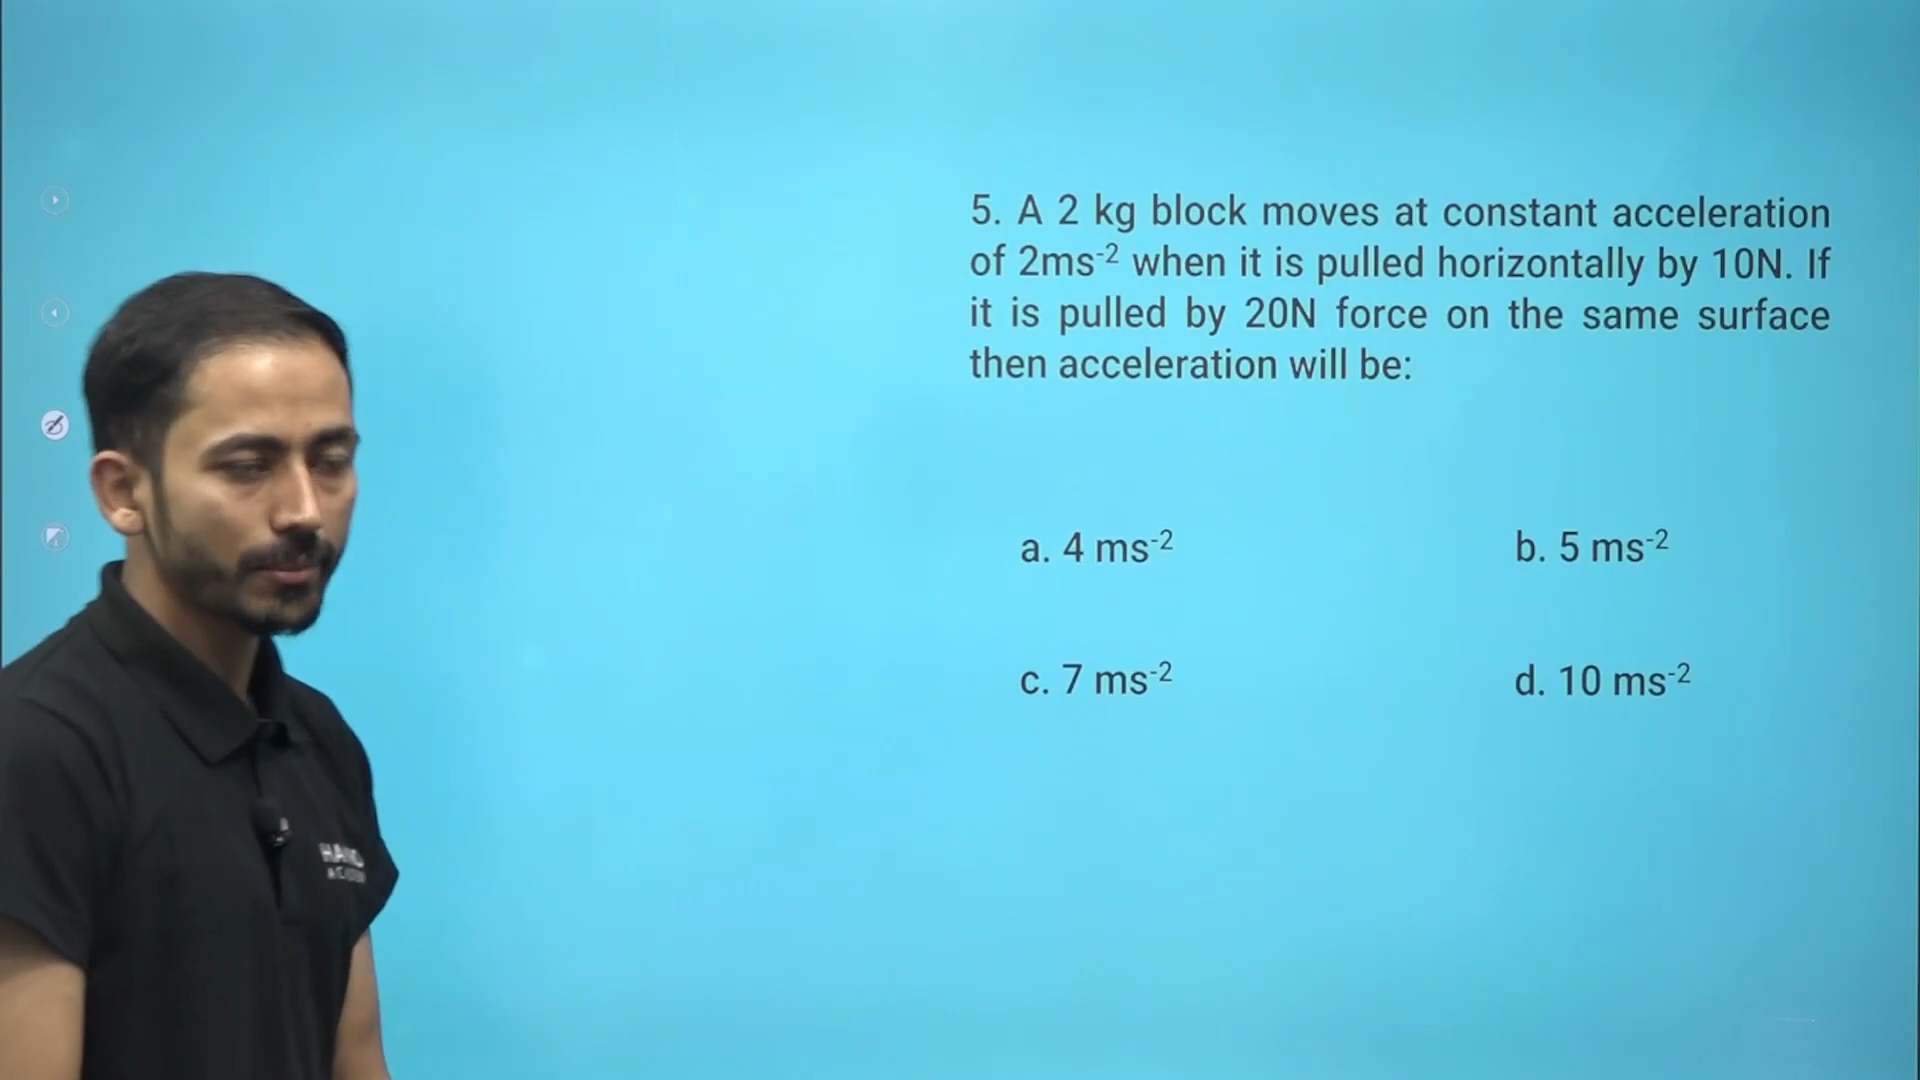 5. A 2 kg block moves at constant acceleration
of 2ms⁻² when it is pulled horizontally by 10N. If
it is pulled by 20N force on the same surface
then acceleration will be:
a. 4 ms⁻² b. 5 ms⁻²
c. 7 ms⁻² d. 10 ms⁻²